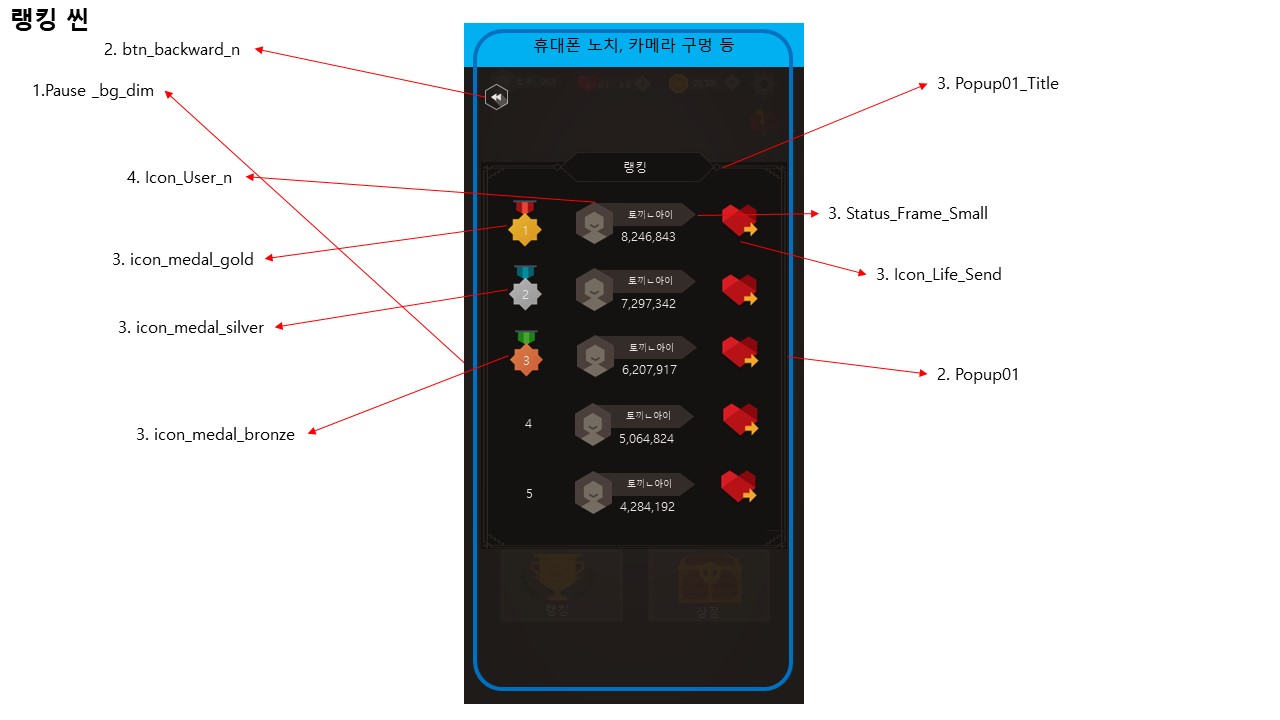 랭킹 씬
휴대폰 노치, 카메라 구멍 등
2. btn_backward_n
1.Pause _bg_dim
3. Popup01_Title
랭킹
4. Icon_User_n
1
토끼ㄴ아이
8,246,843
3. Status_Frame_Small
3. icon_medal_gold
3. Icon_Life_Send
2
토끼ㄴ아이
7,297,342
3. icon_medal_silver
3
토끼ㄴ아이
6,207,917
2. Popup01
4
토끼ㄴ아이
5,064,824
3. icon_medal_bronze
5
토끼ㄴ아이
4,284,192
랭킹
상점